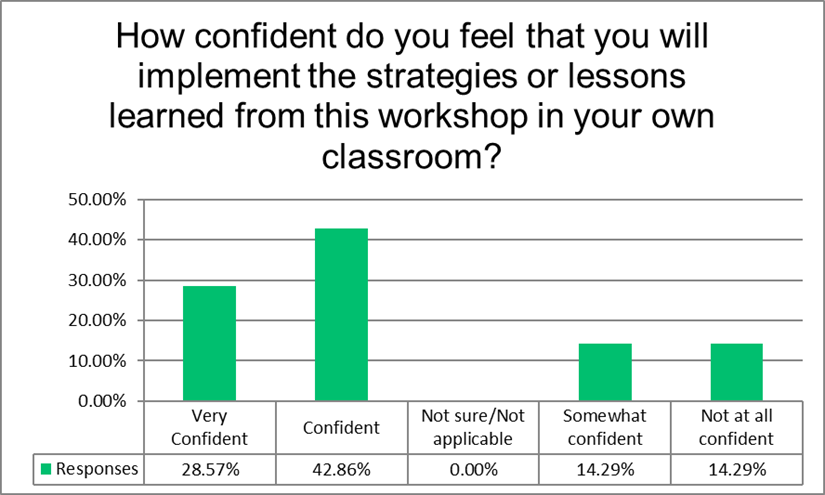 How confident do you feel that you will
implement the strategies or lessons
learned from this workshop in your own
classroom?
50.00%
40.00%
30.00%
20.00%
10.00%
0.00%
Very
Confident
Confident
Not sure/Not
applicable
Somewhat
confident
Not at all
confident
Responses 28.57% 42.86% 0.00% 14.29% 14.29%